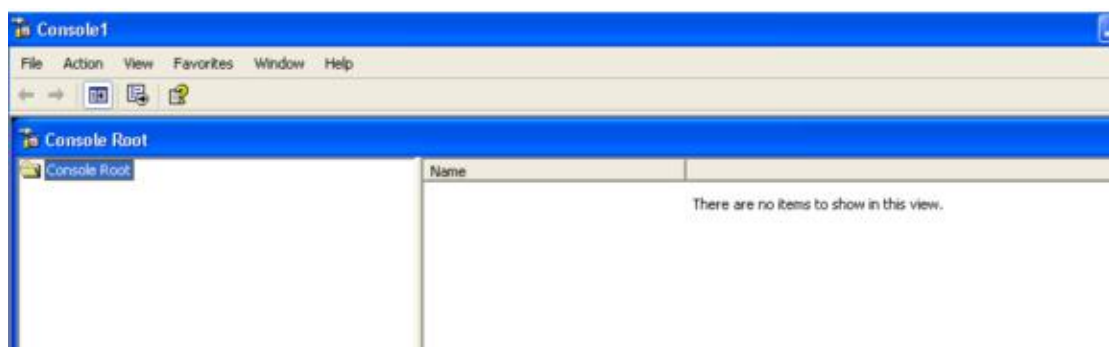 Console1
File Action View Favorites Window Help
Console Root
Console Root
Name
There are no items to show in this view.